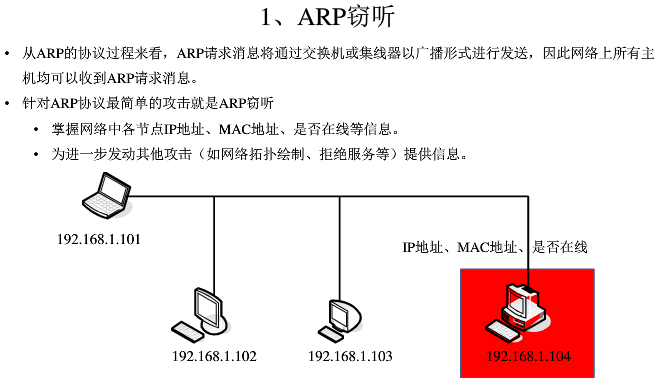 1、ARP窃听
• 从ARP的协议过程来看，ARP请求消息将通过交换机或集线器以广播形式进行发送，因此网络上所有主
机均可以收到ARP请求消息。
• 针对ARP协议最简单的攻击就是ARP窃听
• 掌握网络中各节点IP地址、MAC地址、是否在线等信息。
• 为进一步发动其他攻击（如网络拓扑绘制、拒绝服务等）提供信息。
192.168.1.101
IP地址、MAC地址、是否在线
192.168.1.102
192.168.1.103
192.168.1.104